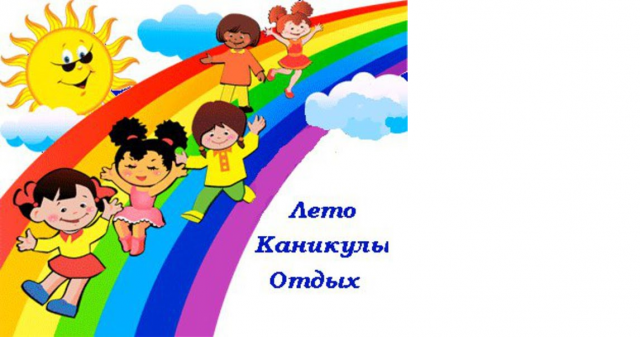 Лето
Каникулы
Отдых